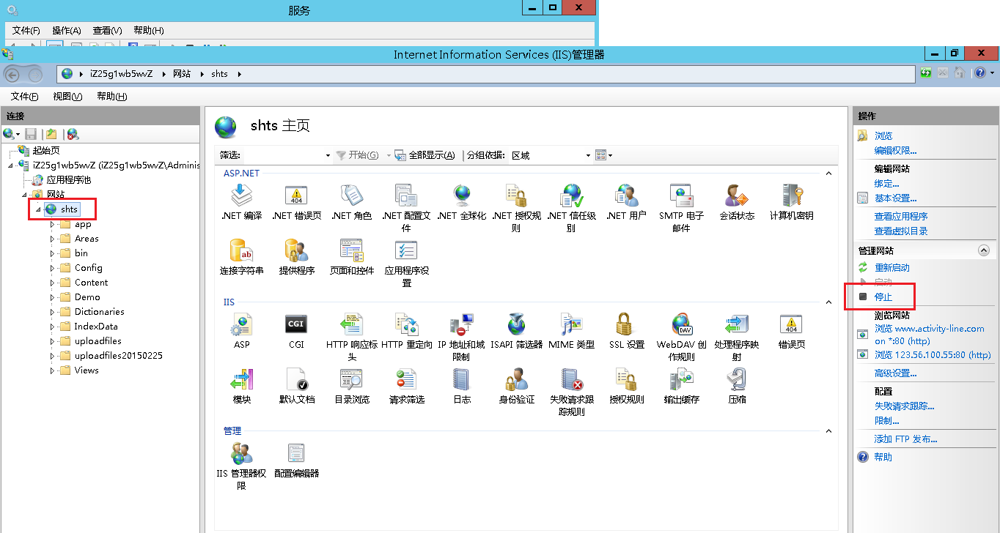 服务
文件(F) 操作(A) 查看(V) 帮助(H)
Internet Information Services (IIS)管理器
iZ25g1wb5wvZ 网站 shts
文件(F) 视图(V) 帮助(H)
连接
起始页
iZ25g1wb5wvZ (iZ25g1wb5wvZ\Adminis
应用程序池
网站
shts
app
Areas
bin
Config
Content
Demo
Dictionaries
IndexData
uploadfiles
uploadfiles20150225
Views
shts 主页
筛选: 开始(G) 全部显示(A) 分组依据: 区域
ASP.NET
.NET 编译 .NET 错误页 .NET 角色 .NET 配置文件 .NET 全球化 .NET 授权规则 .NET 信任级别 .NET 用户 SMTP 电子邮件 会话状态 计算机密钥
连接字符串 提供程序 页面和控件 应用程序设置
IIS
ASP CGI HTTP 响应标头 HTTP 重定向 IP 地址和域限制 ISAPI 筛选器 MIME 类型 SSL 设置 WebDAV 创作规则 处理程序映射 错误页
模块 默认文档 目录浏览 请求筛选 日志 身份验证 失败请求跟踪规则 授权规则 输出缓存 压缩
管理
IIS 管理器权限 配置编辑器
操作
浏览
编辑权限...
编辑网站
绑定...
基本设置...
查看应用程序
查看虚拟目录
管理网站
重新启动
启动
停止
浏览网站
浏览 www.activity-line.com
on *:80 (http)
浏览 123.56.100.55:80 (http)
高级设置...
配置
失败请求跟踪...
限制...
添加 FTP 发布...
帮助